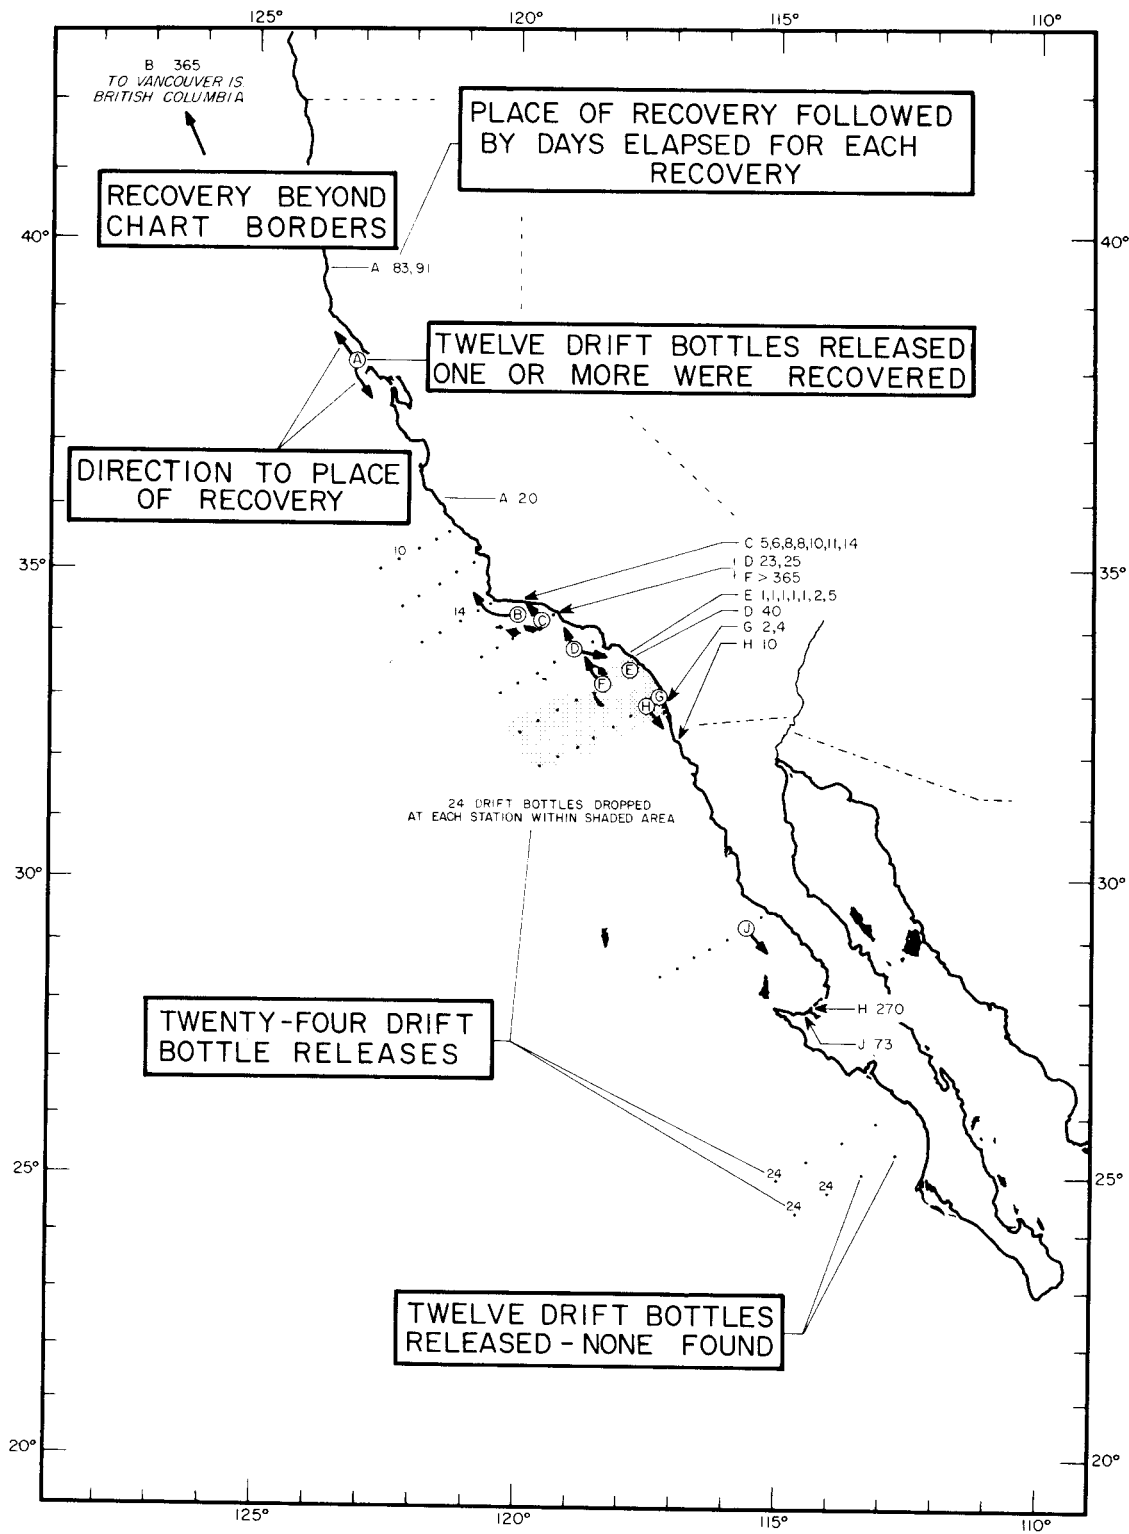 125°
120°
115°
110°
B 365
TO VANCOUVER IS.
BRITISH COLUMBIA
PLACE OF RECOVERY FOLLOWED
BY DAYS ELAPSED FOR EACH
RECOVERY
RECOVERY BEYOND
CHART BORDERS
40°
40°
A 83,91
A
TWELVE DRIFT BOTTLES RELEASED
ONE OR MORE WERE RECOVERED
DIRECTION TO PLACE
OF RECOVERY
A 20
10
35°
35°
C 5,6,8,8,10,11,14
D 23,25
F > 365
E 1,1,1,1,1,2,5
D 40
G 2,4
H 10
14
B
C
D
E
F
G
H
24 DRIFT BOTTLES DROPPED
AT EACH STATION WITHIN SHADED AREA
30°
30°
J
H 270
J 73
TWENTY-FOUR DRIFT
BOTTLE RELEASES
25°
25°
24
24
24
TWELVE DRIFT BOTTLES
RELEASED - NONE FOUND
20°
20°
125°
120°
115°
110°